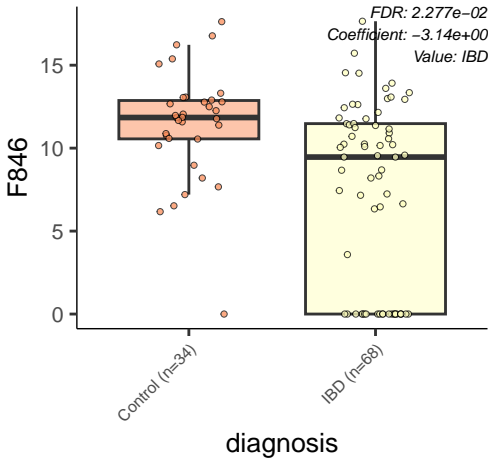 FDR: 2.277e−02
Coefficient: −3.14e+00
Value: IBD
F846
15
10
5
0
Control (n=34)
IBD (n=68)
diagnosis